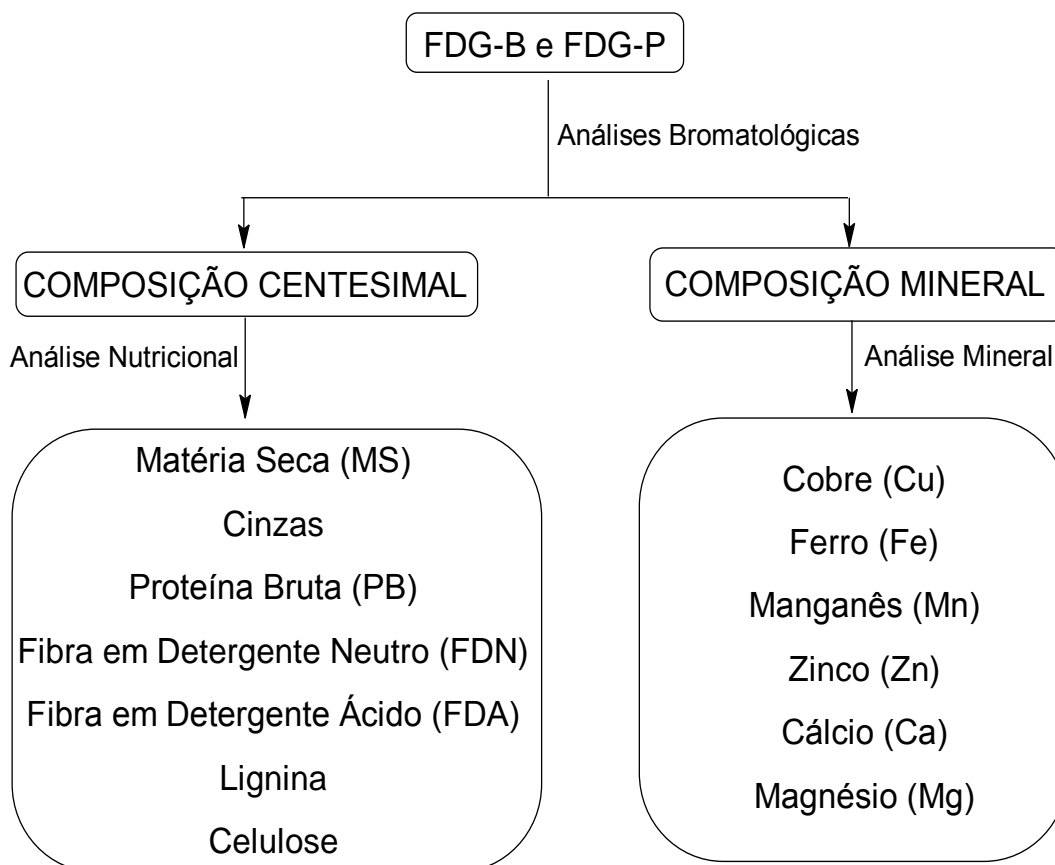 FDG-B e FDG-P
Análises Bromatológicas
COMPOSIÇÃO CENTESIMAL
Análise Nutricional
Matéria Seca (MS)
Cinzas
Proteína Bruta (PB)
Fibra em Detergente Neutro (FDN)
Fibra em Detergente Ácido (FDA)
Lignina
Celulose
COMPOSIÇÃO MINERAL
Análise Mineral
Cobre (Cu)
Ferro (Fe)
Manganês (Mn)
Zinco (Zn)
Cálcio (Ca)
Magnésio (Mg)